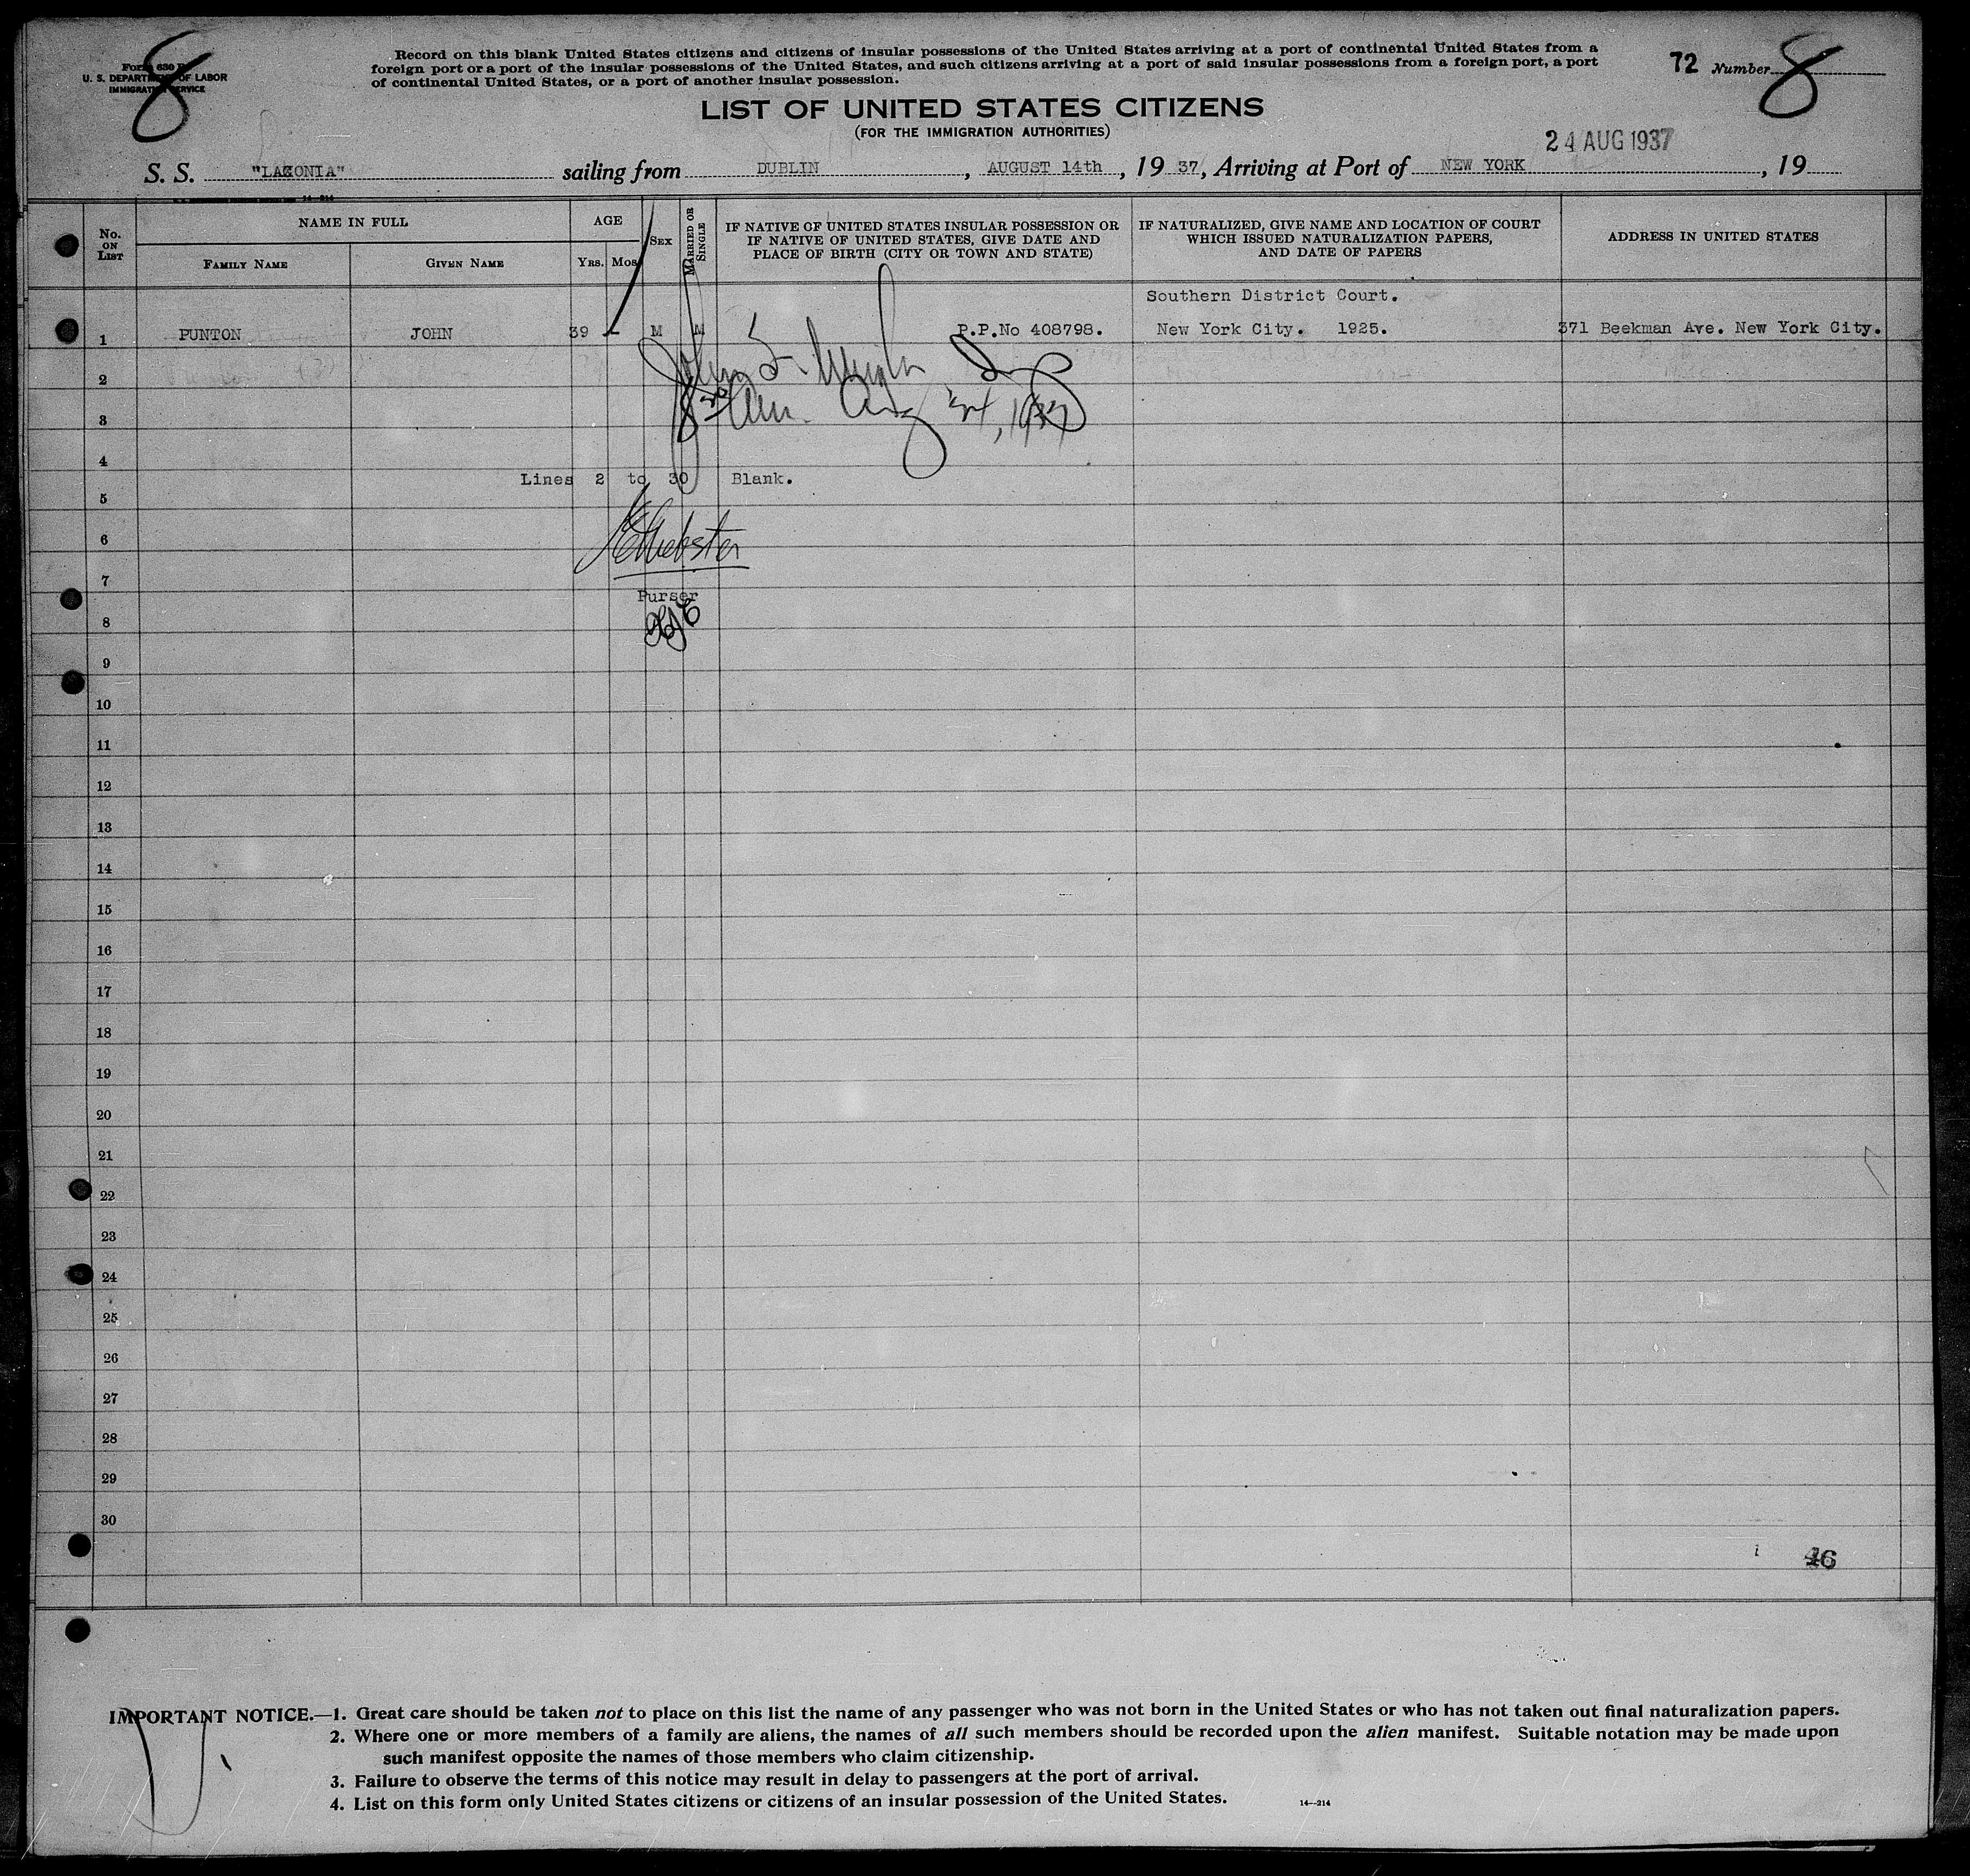 8
Form 630 B
U. S. DEPARTMENT OF LABOR
IMMIGRATION SERVICE
Record on this blank United States citizens and citizens of insular possessions of the United States arriving at a port of continental United States from a
foreign port or a port of the insular possessions of the United States, and such citizens arriving at a port of said insular possessions from a foreign port, a port
of continental United States, or a port of another insular possession.
72 Number 8
LIST OF UNITED STATES CITIZENS
(FOR THE IMMIGRATION AUTHORITIES)
24 AUG 1937
S. S. "LACONIA" sailing from DUBLIN, AUGUST 14th, 19 37, Arriving at Port of NEW YORK, 19
14-214
No. ON LIST
NAME IN FULL
FAMILY NAME
GIVEN NAME
AGE
YRS. MOS
SEX
MARRIED OR SINGLE
IF NATIVE OF UNITED STATES INSULAR POSSESSION OR
IF NATIVE OF UNITED STATES, GIVE DATE AND
PLACE OF BIRTH (CITY OR TOWN AND STATE)
IF NATURALIZED, GIVE NAME AND LOCATION OF COURT
WHICH ISSUED NATURALIZATION PAPERS,
AND DATE OF PAPERS
ADDRESS IN UNITED STATES
Southern District Court.
1 PUNTON JOHN 39 M M P.P.No 408798. New York City. 1925. 371 Beekman Ave. New York City.
2 John
3 Aug 24, 1937
4
Lines 2 to 30 Blank.
5
6 Webster
7
Purser
8
9
10
11
12
13
14
15
16
17
18
19
20
21
22
23
24
25
26
27
28
29
30
46
IMPORTANT NOTICE.—1. Great care should be taken not to place on this list the name of any passenger who was not born in the United States or who has not taken out final naturalization papers.
2. Where one or more members of a family are aliens, the names of all such members should be recorded upon the alien manifest. Suitable notation may be made upon
such manifest opposite the names of those members who claim citizenship.
3. Failure to observe the terms of this notice may result in delay to passengers at the port of arrival.
4. List on this form only United States citizens or citizens of an insular possession of the United States.
14—214